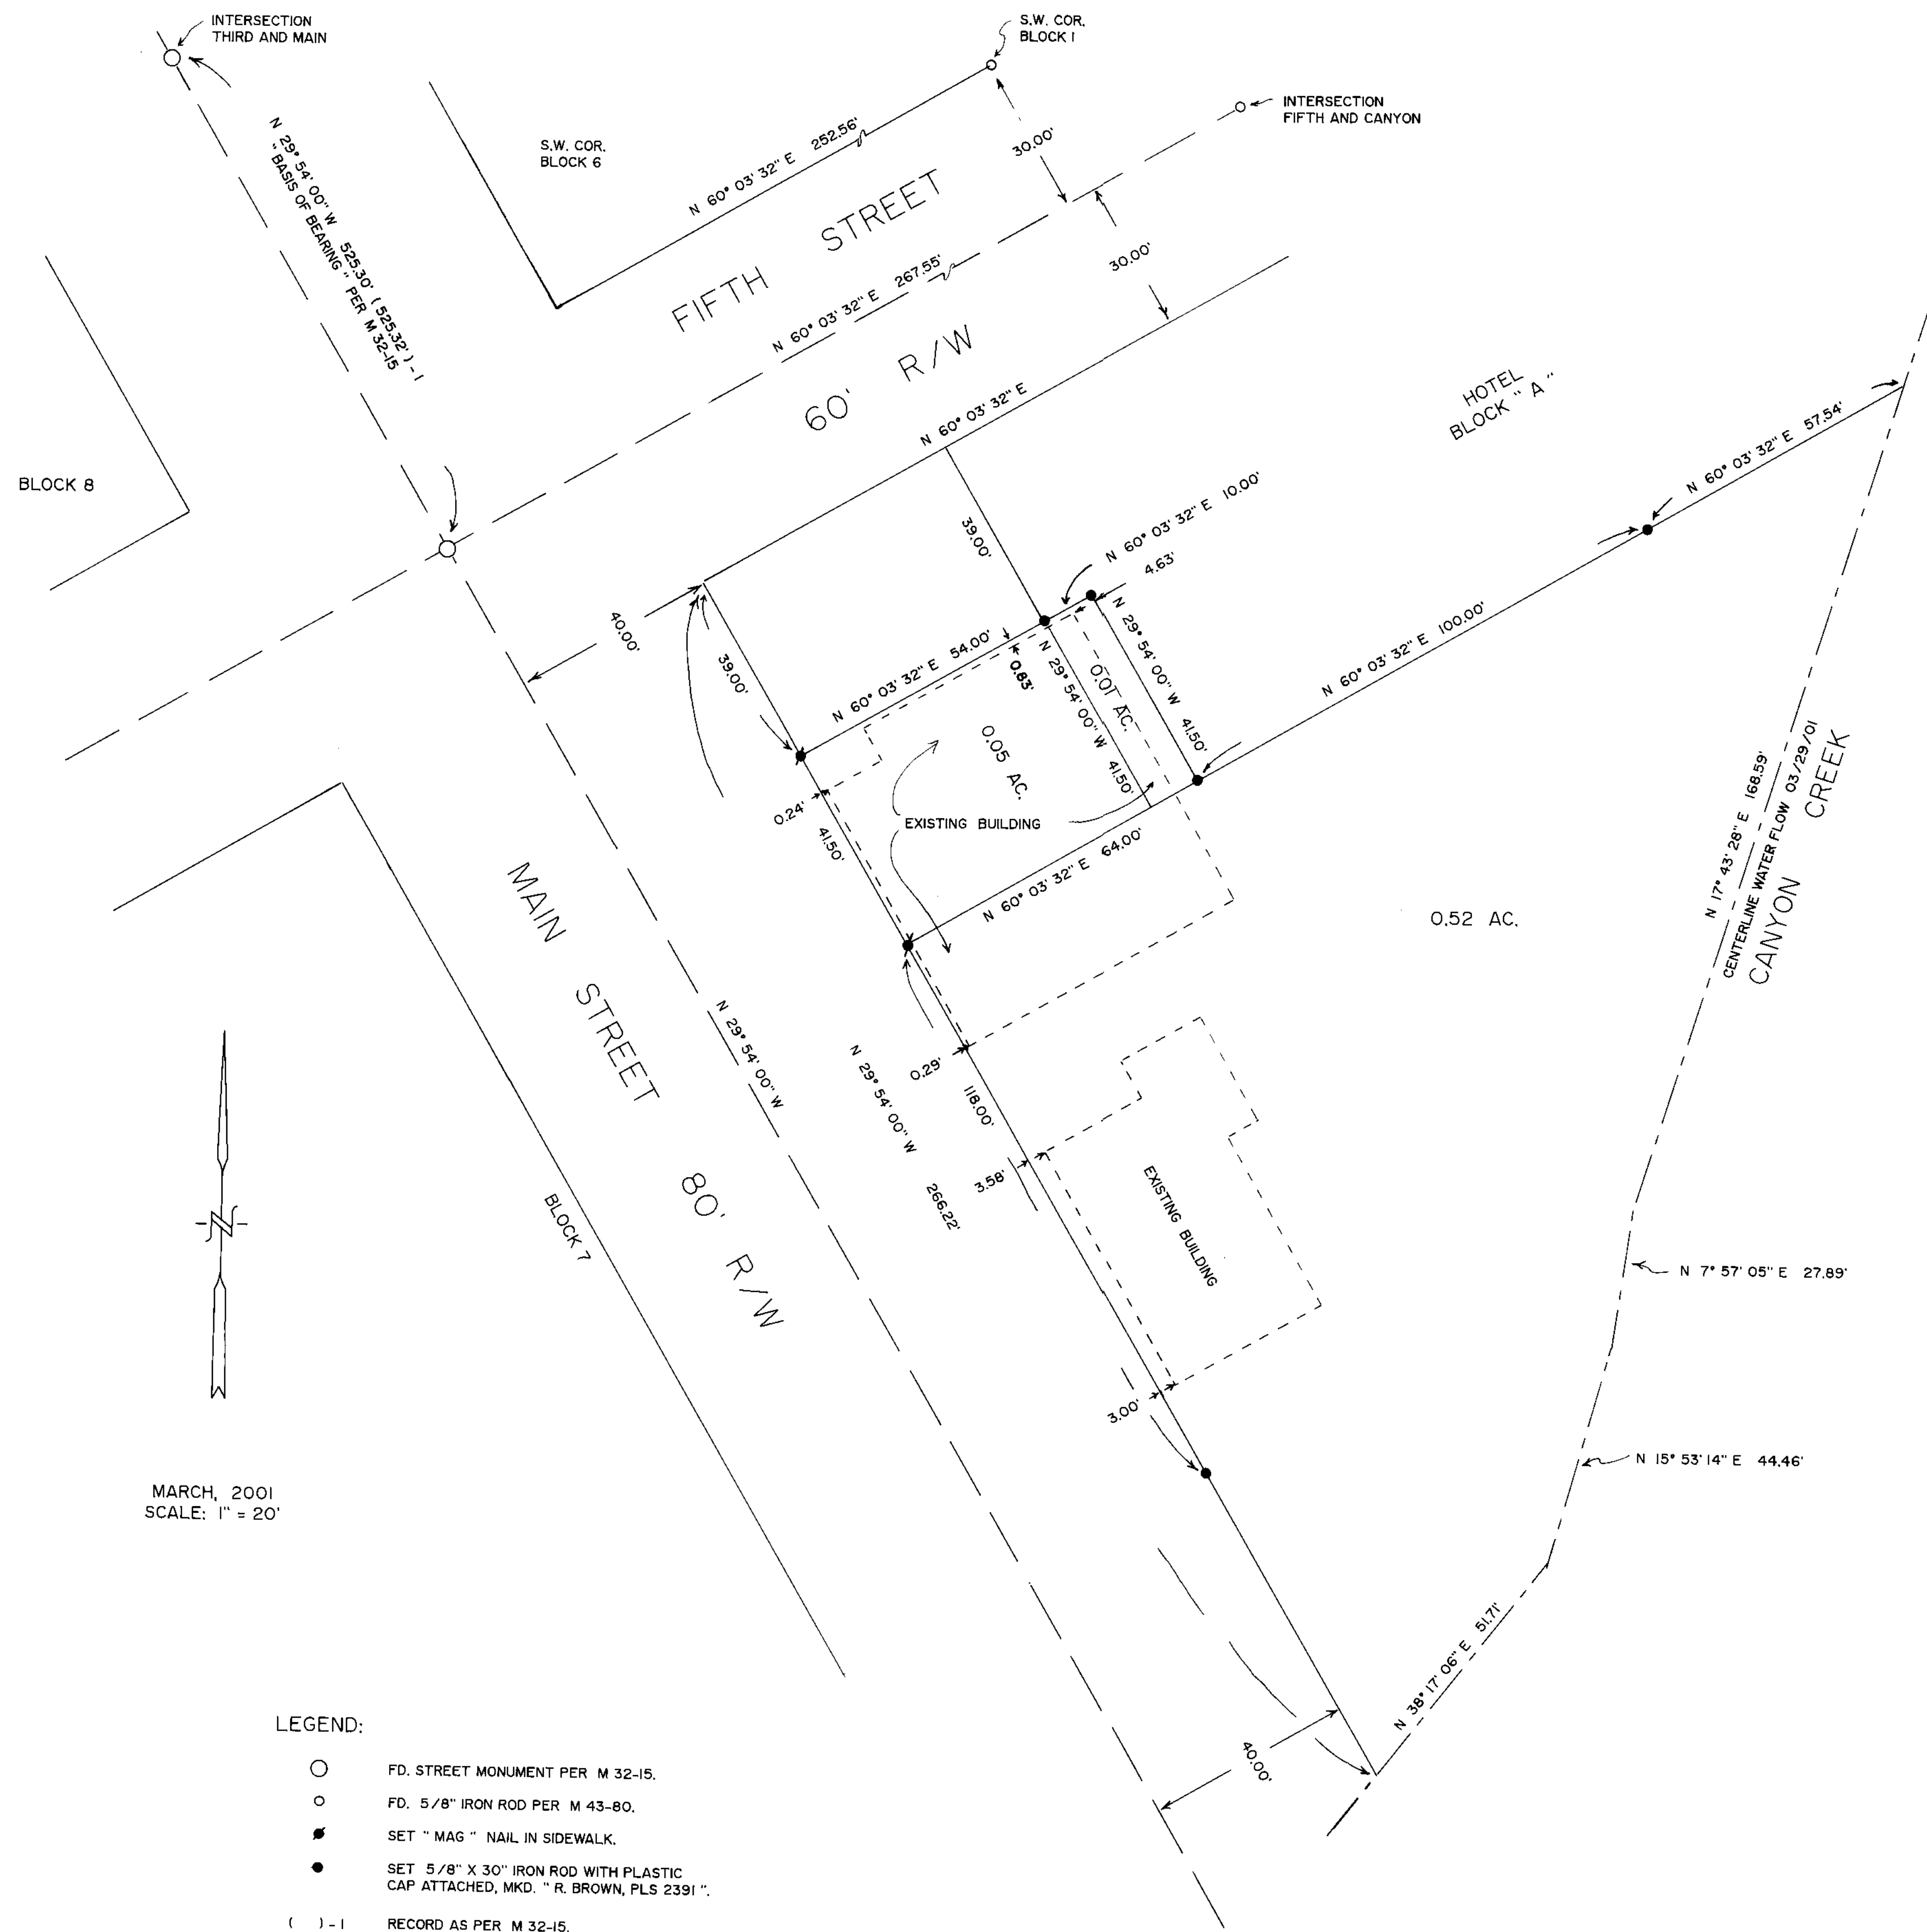 INTERSECTION
THIRD AND MAIN
S.W. COR.
BLOCK 1
INTERSECTION
FIFTH AND CANYON
S.W. COR.
BLOCK 6
N 60° 03' 32" E 252.56'
30.00'
N 29° 54' 00" W 525.30' (525.32') - 1
"BASIS OF BEARING" PER M 32-15
FIFTH STREET
N 60° 03' 32" E 267.55'
30.00'
60' R/W
N 60° 03' 32" E
HOTEL
BLOCK "A"
BLOCK 8
N 60° 03' 32" E 57.54'
39.00'
N 60° 03' 32" E 10.00'
4.63'
40.00'
39.00'
N 60° 03' 32" E 54.00'
0.83'
N 29° 54' 00" W 41.50'
0.01 AC.
N 29° 54' 00" W 41.50'
N 60° 03' 32" E 100.00'
0.05 AC.
0.24'
41.50'
EXISTING BUILDING
N 60° 03' 32" E 64.00'
0.52 AC.
N 17° 43' 28" E 168.59'
CENTERLINE WATER FLOW 03/29/01
CANYON CREEK
MAIN STREET 80' R/W
N 29° 54' 00" W
0.29'
118.00'
N 29° 54' 00" W 266.22'
3.58'
EXISTING BUILDING
BLOCK 7
N 7° 57' 05" E 27.89'
3.00'
N 15° 53' 14" E 44.46'
N
MARCH, 2001
SCALE: 1" = 20'
N 38° 17' 06" E 51.71'
40.00'
LEGEND:
FD. STREET MONUMENT PER M 32-15.
FD. 5/8" IRON ROD PER M 43-80.
SET "MAG" NAIL IN SIDEWALK.
SET 5/8" X 30" IRON ROD WITH PLASTIC
CAP ATTACHED, MKD. "R. BROWN, PLS 2391".
( ) - 1 RECORD AS PER M 32-15.